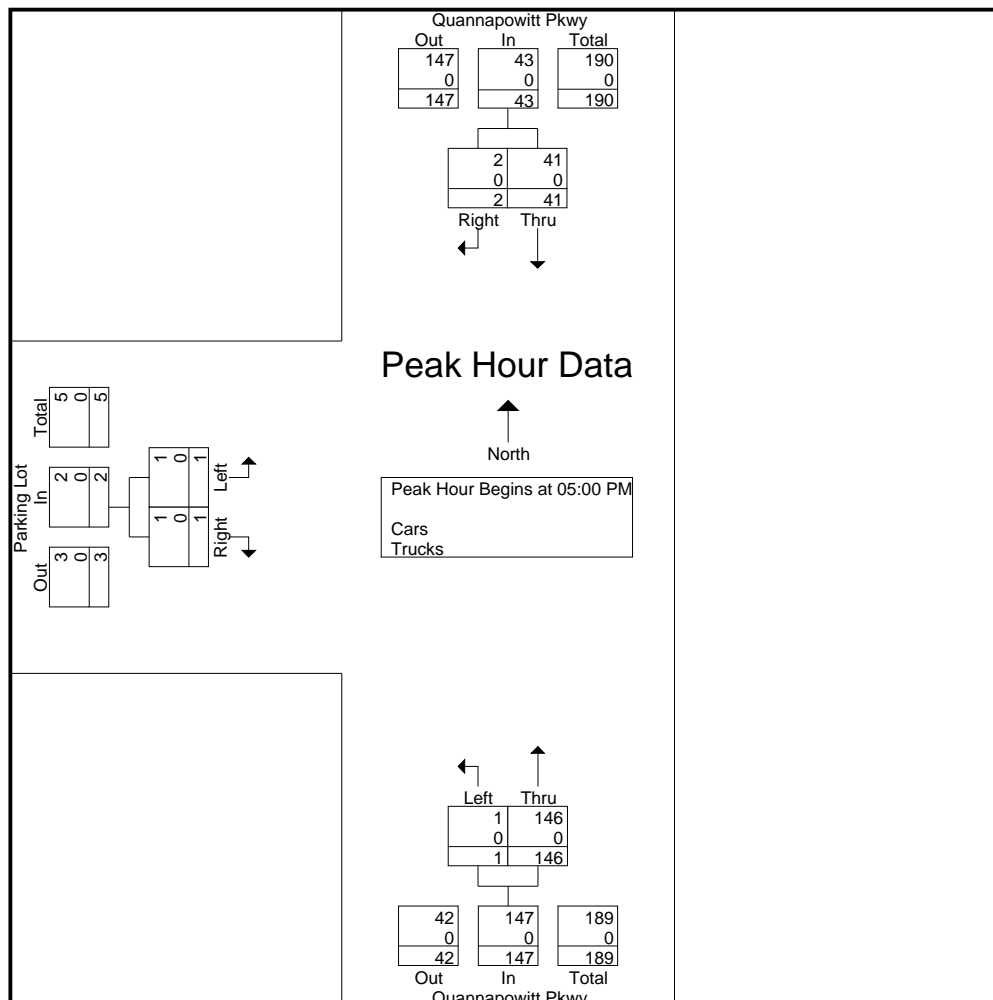 Quannapowitt Pkwy
Out In Total
147 43 190
0 0 0
147 43 190
2 41
0 0
2 41
Right Thru
Peak Hour Data
North
Peak Hour Begins at 05:00 PM
Cars
Trucks
Parking Lot
Out In Total
3 2 5
0 0 0
3 2 5
1 1
0 0
1 1
Right Left
Left Thru
1 146
0 0
1 146
42 147 189
0 0 0
42 147 189
Out In Total
Quannapowitt Pkwy